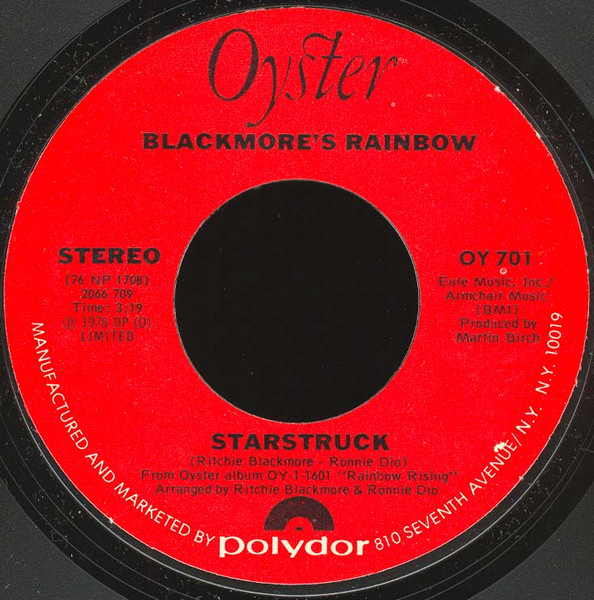 Oyster
BLACKMORE'S RAINBOW
STEREO
(76 NP 1708)
2066 709
Time: 3:19
Ⓟ 1976 DP (O)
LIMITED
OY 701
Eule Music, Inc./
Armchair Music
(BMI)
Produced by
Martin Birch
STARSTRUCK
(Ritchie Blackmore - Ronnie Dio)
From Oyster album OY-1-1601 "Rainbow Rising"
Arranged by Ritchie Blackmore & Ronnie Dio
MANUFACTURED AND MARKETED BY polydor 810 SEVENTH AVENUE/N.Y. N.Y. 10019